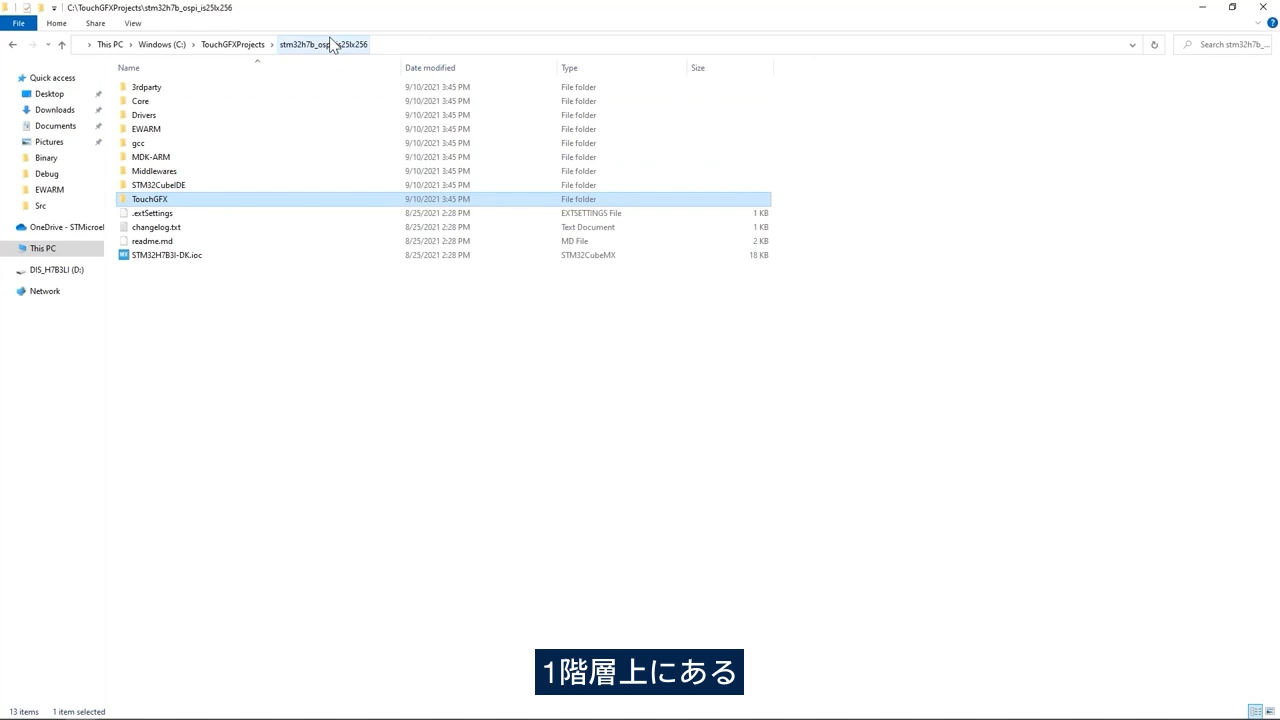 C:\TouchGFXProjects\stm32h7b_ospi_is25lx256
File Home Share View
This PC Windows (C:) TouchGFXProjects stm32h7b_osp is25lx256
Search stm32h7b_...
Name Date modified Type Size
Quick access
Desktop
Downloads
Documents
Pictures
Binary
Debug
EWARM
Src
OneDrive - STMicroel
This PC
DIS_H7B3LI (D:)
Network
3rdparty 9/10/2021 3:45 PM File folder
Core 9/10/2021 3:45 PM File folder
Drivers 9/10/2021 3:45 PM File folder
EWARM 9/10/2021 3:45 PM File folder
gcc 9/10/2021 3:45 PM File folder
MDK-ARM 9/10/2021 3:45 PM File folder
Middlewares 9/10/2021 3:45 PM File folder
STM32CubeIDE 9/10/2021 3:45 PM File folder
TouchGFX 9/10/2021 3:45 PM File folder
.extSettings 8/25/2021 2:28 PM EXTSETTINGS File 1 KB
changelog.txt 8/25/2021 2:28 PM Text Document 1 KB
readme.md 8/25/2021 2:28 PM MD File 2 KB
MX STM32H7B3I-DK.ioc 8/25/2021 2:28 PM STM32CubeMX 18 KB
1階層上にある
13 items 1 item selected